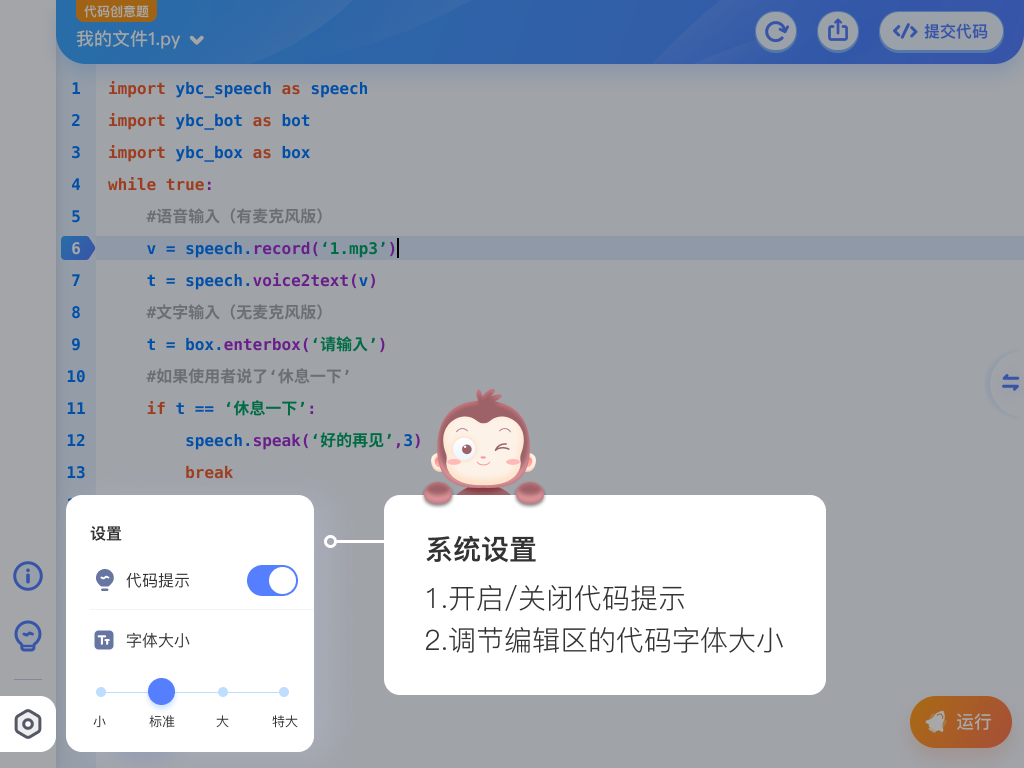 代码创意题
我的文件1.py
</> 提交代码
1 import ybc_speech as speech
2 import ybc_bot as bot
3 import ybc_box as box
4 while true:
5 #语音输入（有麦克风版）
6 v = speech.record(‘1.mp3’)
7 t = speech.voice2text(v)
8 #文字输入（无麦克风版）
9 t = box.enterbox(‘请输入’)
10 #如果使用者说了‘休息一下’
11 if t == ‘休息一下’:
12 speech.speak(‘好的再见’,3)
13 break
设置
代码提示
Tт 字体大小
小 标准 大 特大
系统设置
1.开启/关闭代码提示
2.调节编辑区的代码字体大小
运行